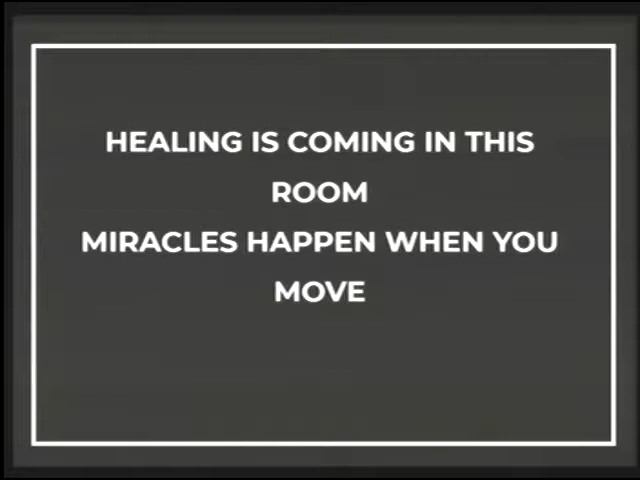 HEALING IS COMING IN THIS
ROOM
MIRACLES HAPPEN WHEN YOU
MOVE